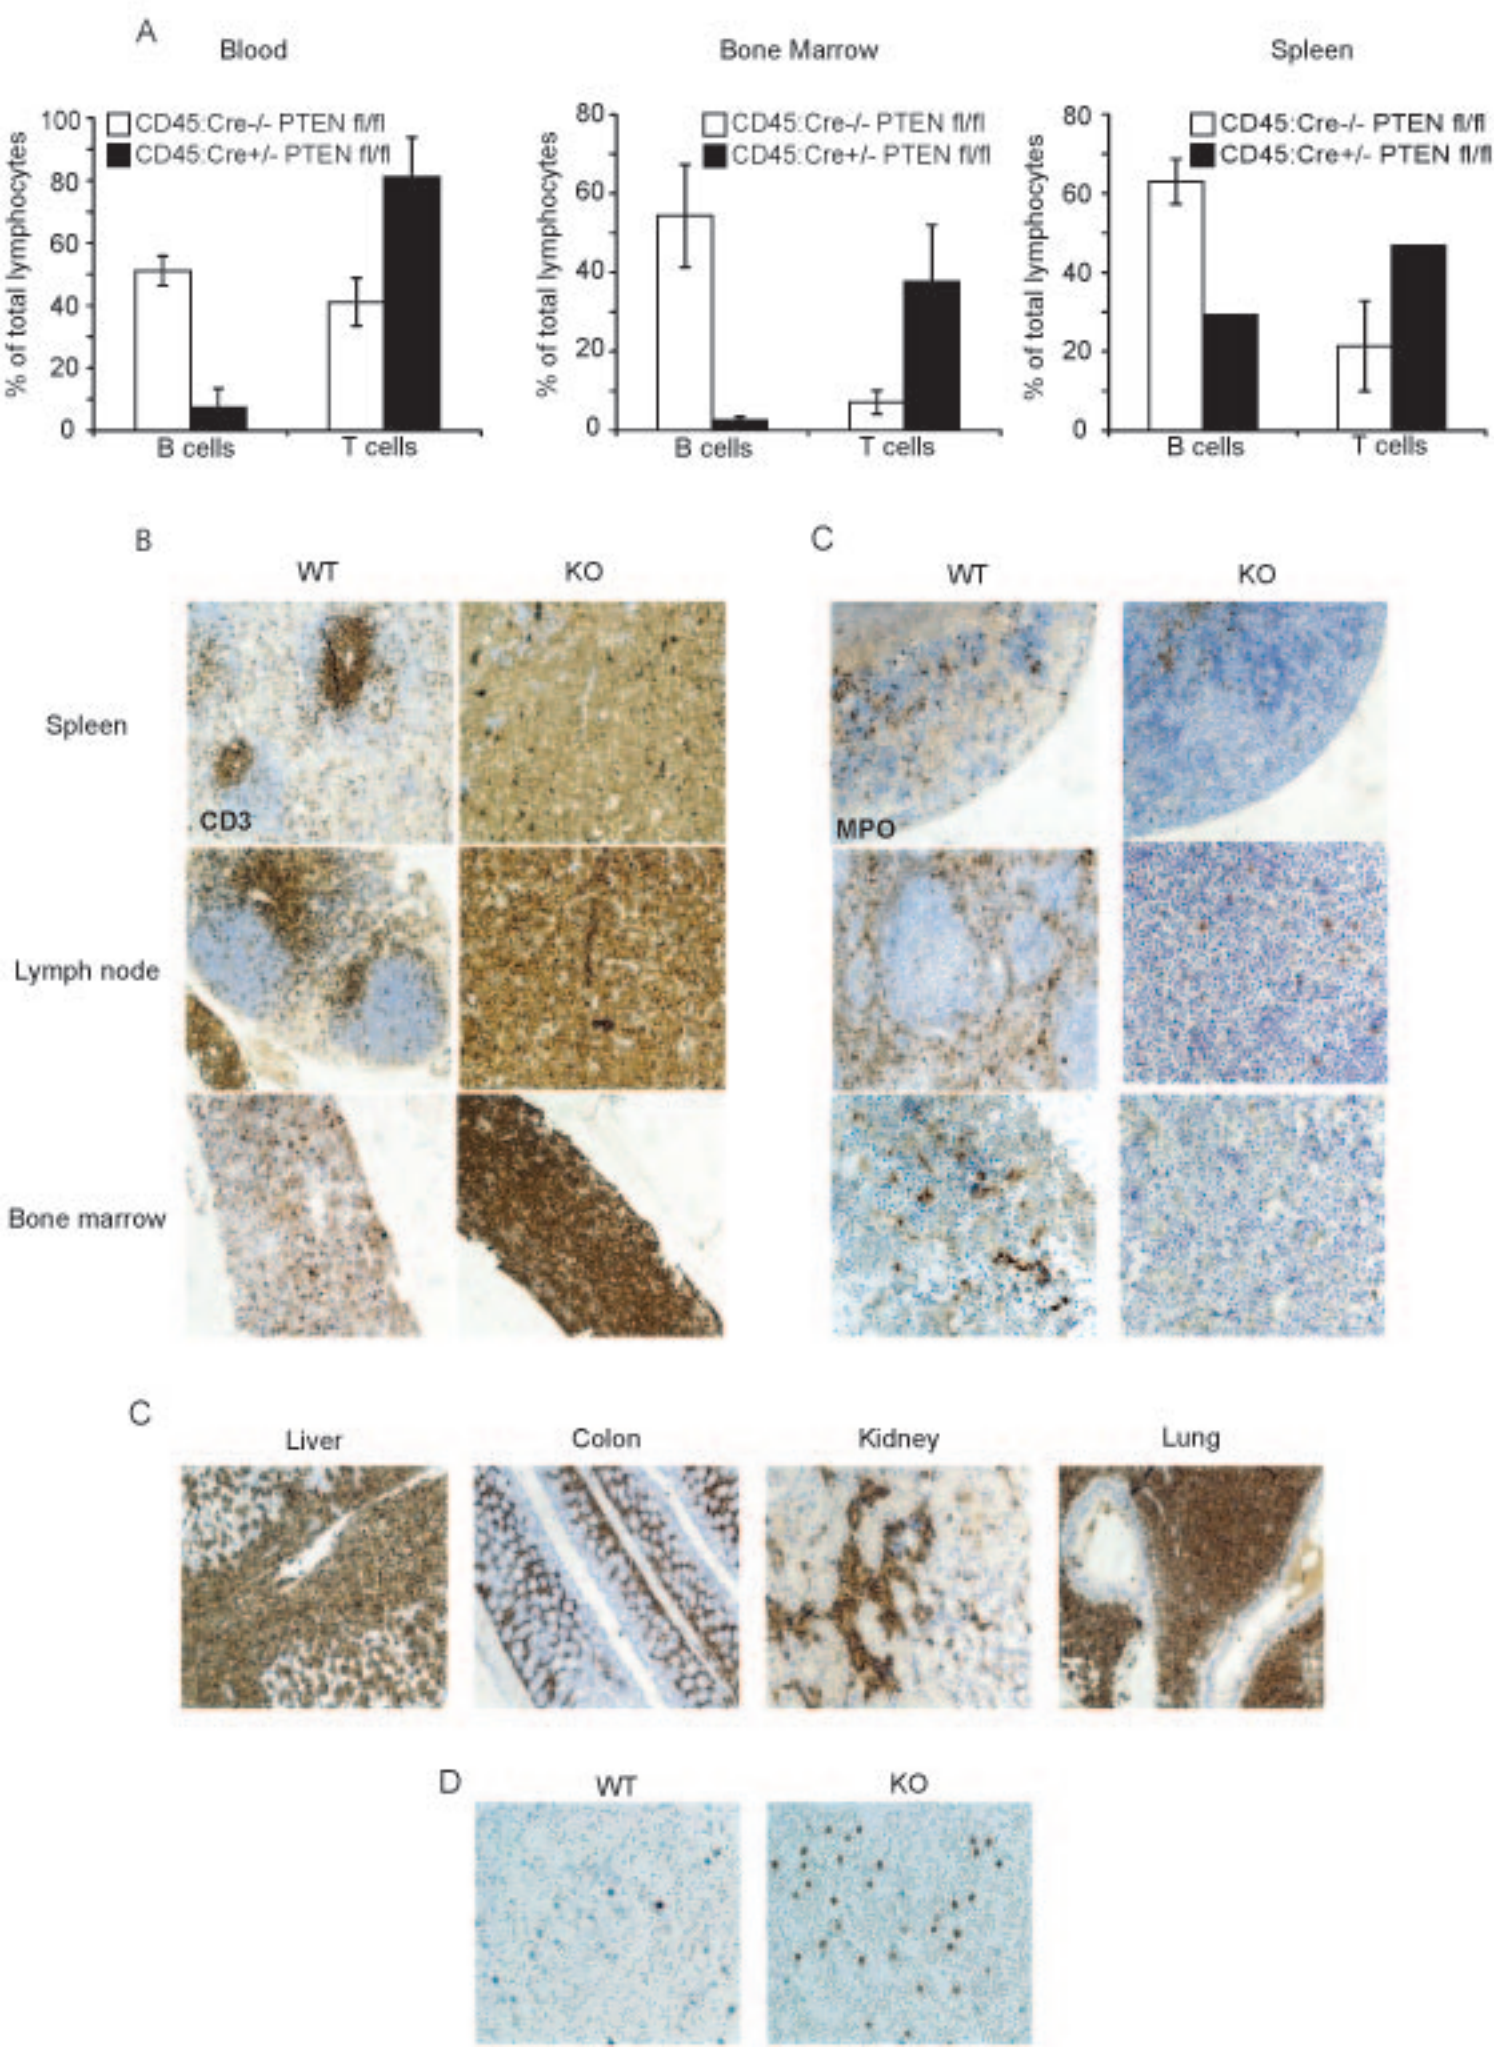 A
Blood
Bone Marrow
Spleen
% of total lymphocytes
100
80
60
40
20
0
CD45:Cre-/- PTEN fl/fl
CD45:Cre+/- PTEN fl/fl
B cells
T cells
% of total lymphocytes
80
60
40
20
0
CD45:Cre-/- PTEN fl/fl
CD45:Cre+/- PTEN fl/fl
B cells
T cells
% of total lymphocytes
80
60
40
20
0
CD45:Cre-/- PTEN fl/fl
CD45:Cre+/- PTEN fl/fl
B cells
T cells
B
WT
KO
C
WT
KO
Spleen
CD3
MPO
Lymph node
Bone marrow
C
Liver
Colon
Kidney
Lung
D
WT
KO